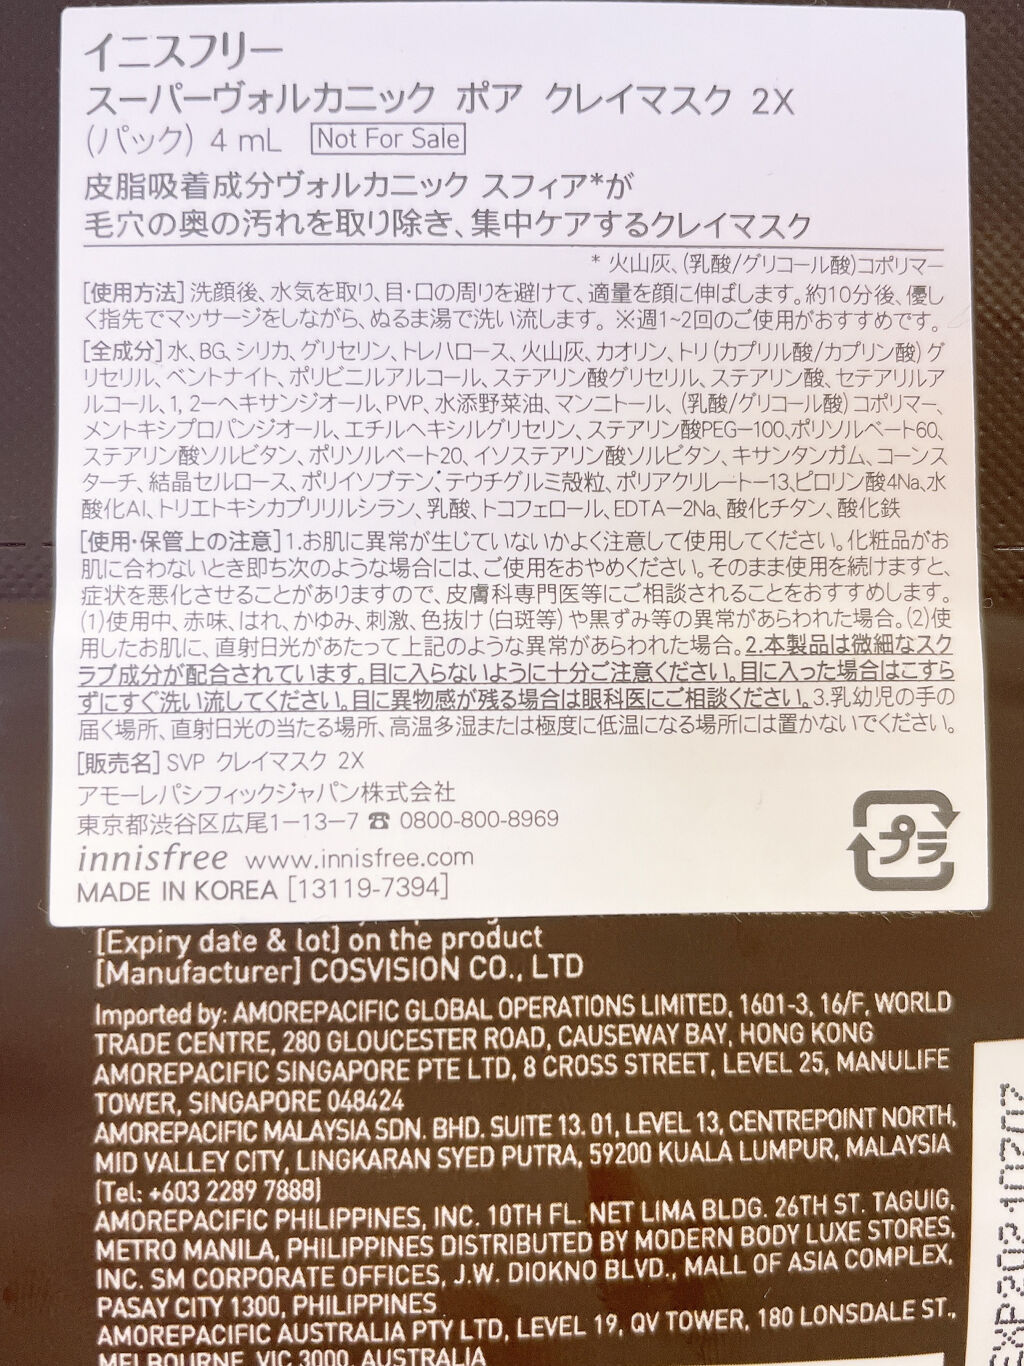 イニスフリー
スーパーヴォルカニック ポア クレイマスク 2X
(パック) 4 mL Not For Sale
皮脂吸着成分ヴォルカニック スフィア*が
毛穴の奥の汚れを取り除き、集中ケアするクレイマスク
* 火山灰、(乳酸/グリコール酸)コポリマー
[使用方法] 洗顔後、水気を取り、目・口の周りを避けて、適量を顔に伸ばします。約10分後、優し
く指先でマッサージをしながら、ぬるま湯で洗い流します。 ※週1~2回のご使用がおすすめです。
[全成分] 水、BG、シリカ、グリセリン、トレハロース、火山灰、カオリン、トリ(カプリル酸/カプリン酸) グ
リセリル、ベントナイト、ポリビニルアルコール、ステアリン酸グリセリル、ステアリン酸、セテアリルア
ルコール、1, 2-ヘキサンジオール、PVP、水添野菜油、マンニトール、(乳酸/グリコール酸) コポリマー、
メントキシプロパンジオール、エチルヘキシルグリセリン、ステアリン酸PEG-100、ポリソルベート60、
ステアリン酸ソルビタン、ポリソルベート20、イソステアリン酸ソルビタン、キサンタンガム、コーンス
ターチ、結晶セルロース、ポリイソブテン、テウチグルミ殻粒、ポリアクリレート-13、ピロリン酸4Na、水
酸化Al、トリエトキシカプリリルシラン、乳酸、トコフェロール、EDTA-2Na、酸化チタン、酸化鉄
[使用・保管上の注意] 1.お肌に異常が生じていないかよく注意して使用してください。化粧品がお
肌に合わないとき即ち次のような場合には、ご使用をおやめください。そのまま使用を続けますと、
症状を悪化させることがありますので、皮膚科専門医等にご相談されることをおすすめします。
(1)使用中、赤味、はれ、かゆみ、刺激、色抜け(白斑等) や黒ずみ等の異常があらわれた場合。(2)使
用したお肌に、直射日光があたって上記のような異常があらわれた場合。2.本製品は微細なスク
ラブ成分が配合されています。目に入らないように十分ご注意ください。目に入った場合はこすら
ずにすぐ洗い流してください。目に異物感が残る場合は眼科医にご相談ください。3.乳幼児の手の
届く場所、直射日光の当たる場所、高温多湿または極度に低温になる場所には置かないでください。
[販売名] SVP クレイマスク 2X
アモーレパシフィックジャパン株式会社
東京都渋谷区広尾1-13-7 ☎ 0800-800-8969
innisfree www.innisfree.com
MADE IN KOREA [13119-7394]
プラ
[Expiry date & lot] on the product
[Manufacturer] COSVISION CO., LTD
Imported by: AMOREPACIFIC GLOBAL OPERATIONS LIMITED, 1601-3, 16/F, WORLD
TRADE CENTRE, 280 GLOUCESTER ROAD, CAUSEWAY BAY, HONG KONG
AMOREPACIFIC SINGAPORE PTE LTD, 8 CROSS STREET, LEVEL 25, MANULIFE
TOWER, SINGAPORE 048424
AMOREPACIFIC MALAYSIA SDN. BHD. SUITE 13. 01, LEVEL 13, CENTREPOINT NORTH,
MID VALLEY CITY, LINGKARAN SYED PUTRA, 59200 KUALA LUMPUR, MALAYSIA
(Tel: +603 2289 7888)
AMOREPACIFIC PHILIPPINES, INC. 10TH FL. NET LIMA BLDG. 26TH ST. TAGUIG,
METRO MANILA, PHILIPPINES DISTRIBUTED BY MODERN BODY LUXE STORES,
INC. SM CORPORATE OFFICES, J.W. DIOKNO BLVD., MALL OF ASIA COMPLEX,
PASAY CITY 1300, PHILIPPINES
AMOREPACIFIC AUSTRALIA PTY LTD, LEVEL 19, QV TOWER, 180 LONSDALE ST.,
MELBOURNE, VIC 3000, AUSTRALIA